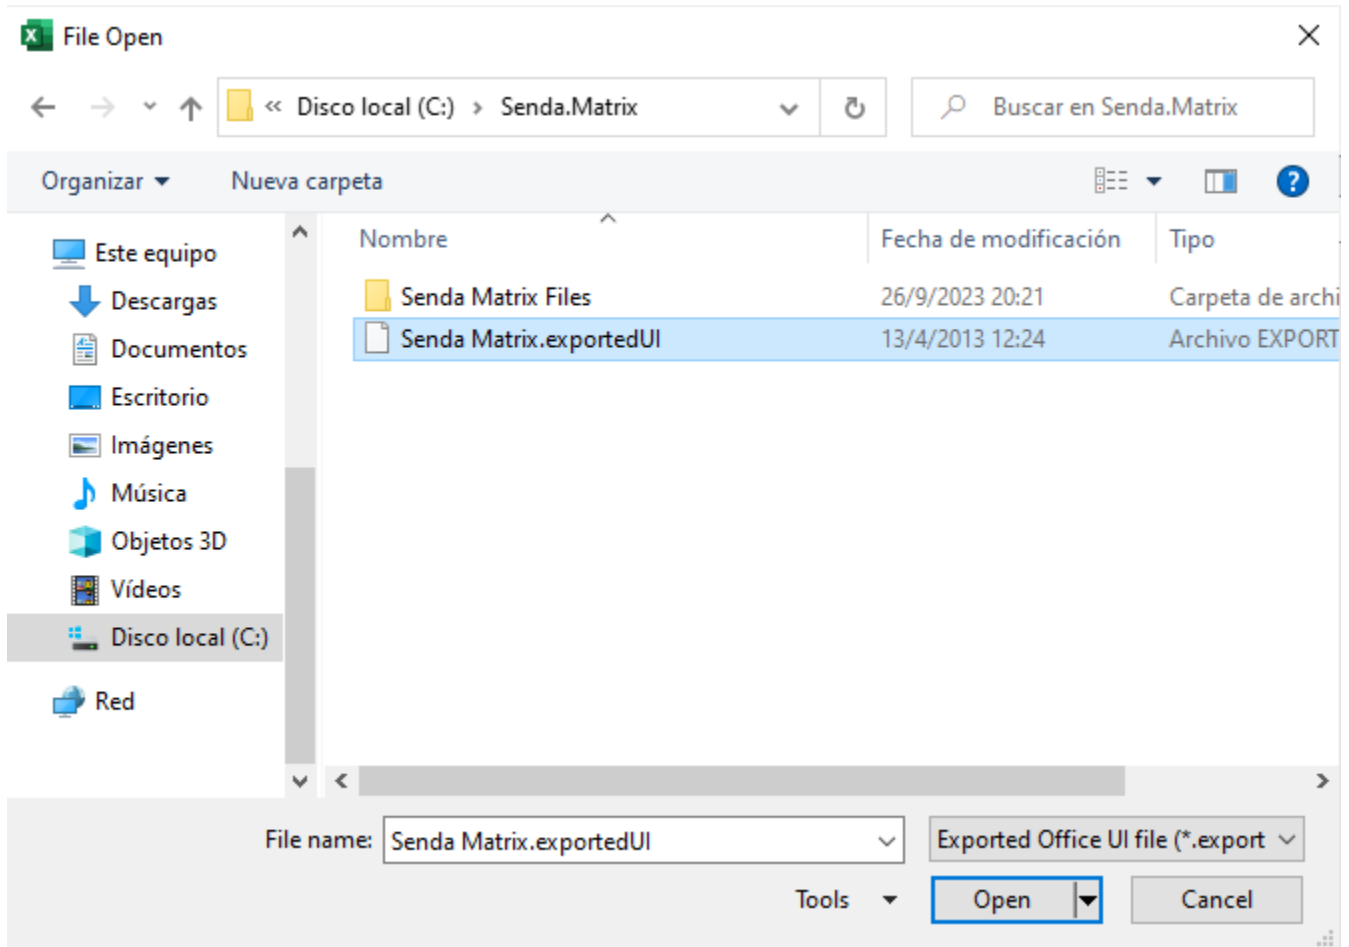 File Open
« Disco local (C:) › Senda.Matrix
Buscar en Senda.Matrix
Organizar
Nueva carpeta
Nombre
Fecha de modificación
Tipo
Este equipo
Descargas
Documentos
Escritorio
Imágenes
Música
Objetos 3D
Vídeos
Disco local (C:)
Red
Senda Matrix Files 26/9/2023 20:21 Carpeta de archi
Senda Matrix.exportedUI 13/4/2013 12:24 Archivo EXPORT
File name: Senda Matrix.exportedUI
Exported Office UI file (*.export
Tools
Open
Cancel